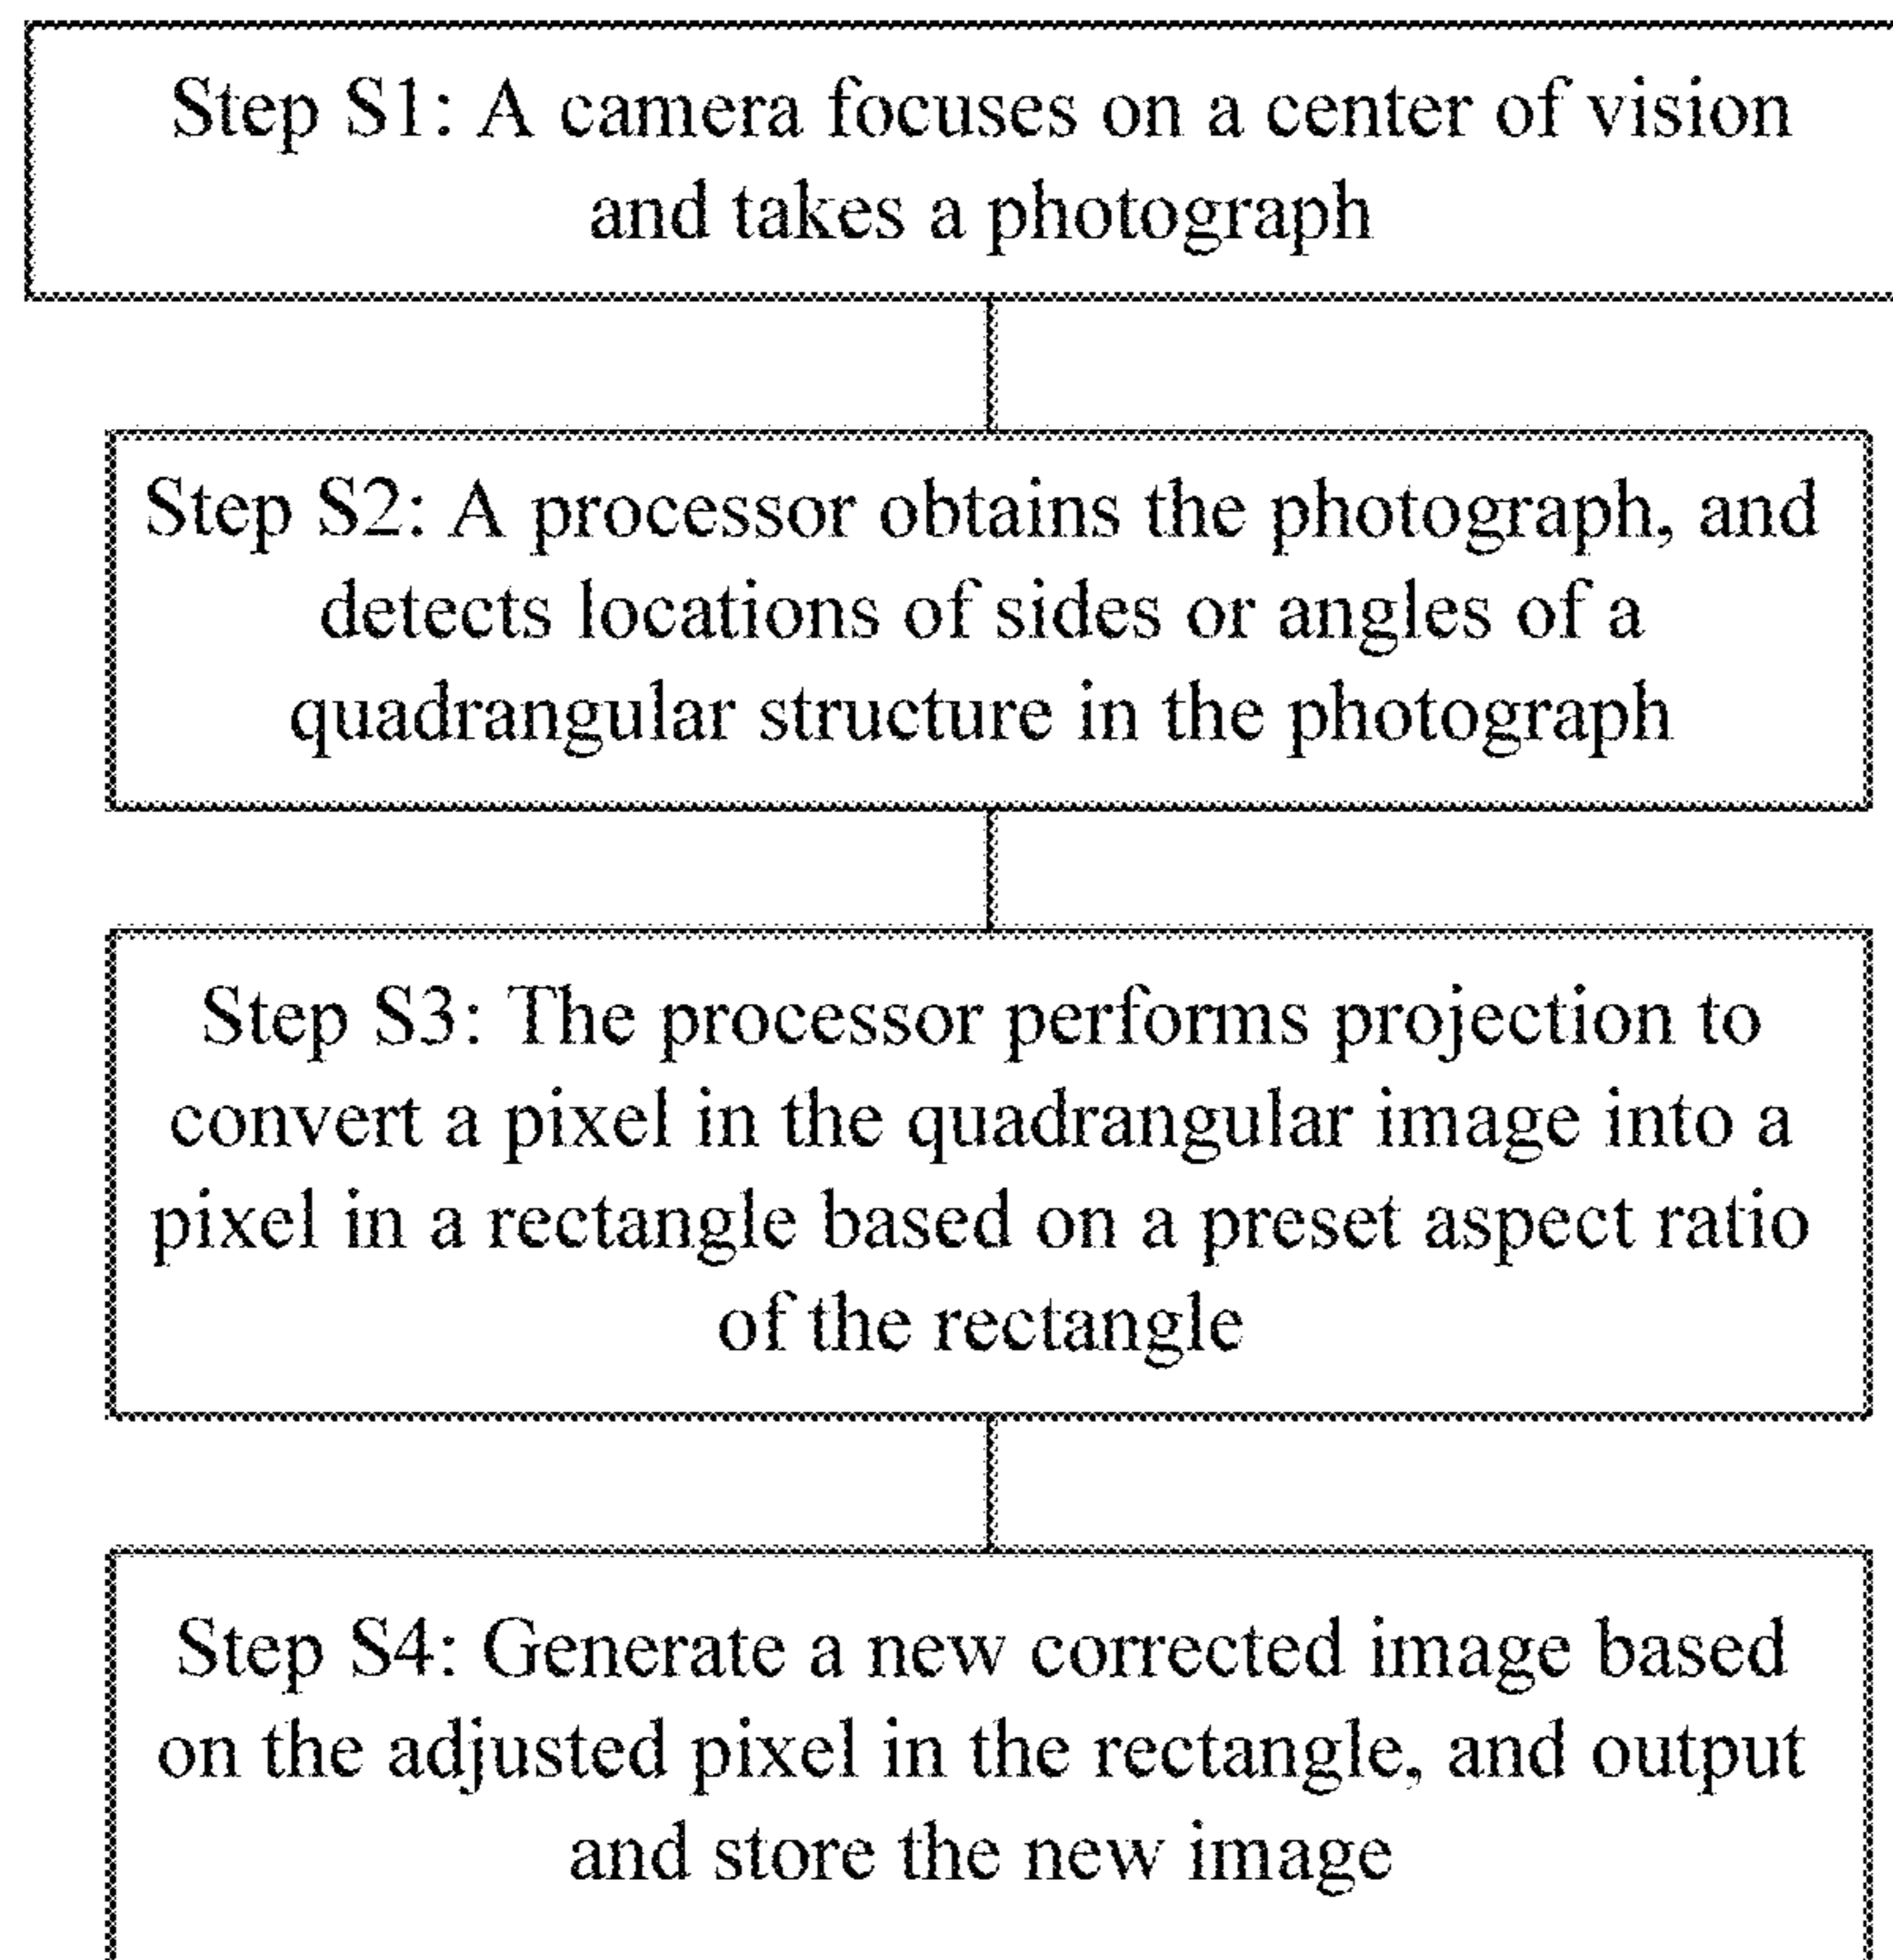 Step S1: A camera focuses on a center of vision
and takes a photograph
Step S2: A processor obtains the photograph, and
detects locations of sides or angles of a
quadrangular structure in the photograph
Step S3: The processor performs projection to
convert a pixel in the quadrangular image into a
pixel in a rectangle based on a preset aspect ratio
of the rectangle
Step S4: Generate a new corrected image based
on the adjusted pixel in the rectangle, and output
and store the new image